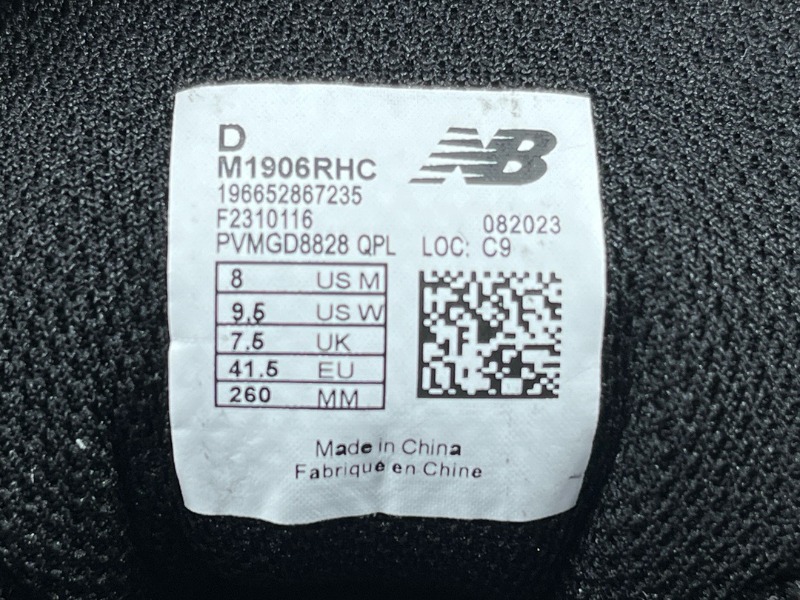 D
NB
M1906RHC
196652867235
F2310116
082023
PVMGD8828 QPL LOC: C9
8 US M
9.5 US W
7.5 UK
41.5 EU
260 MM
Made in China
Fabriqué en Chine